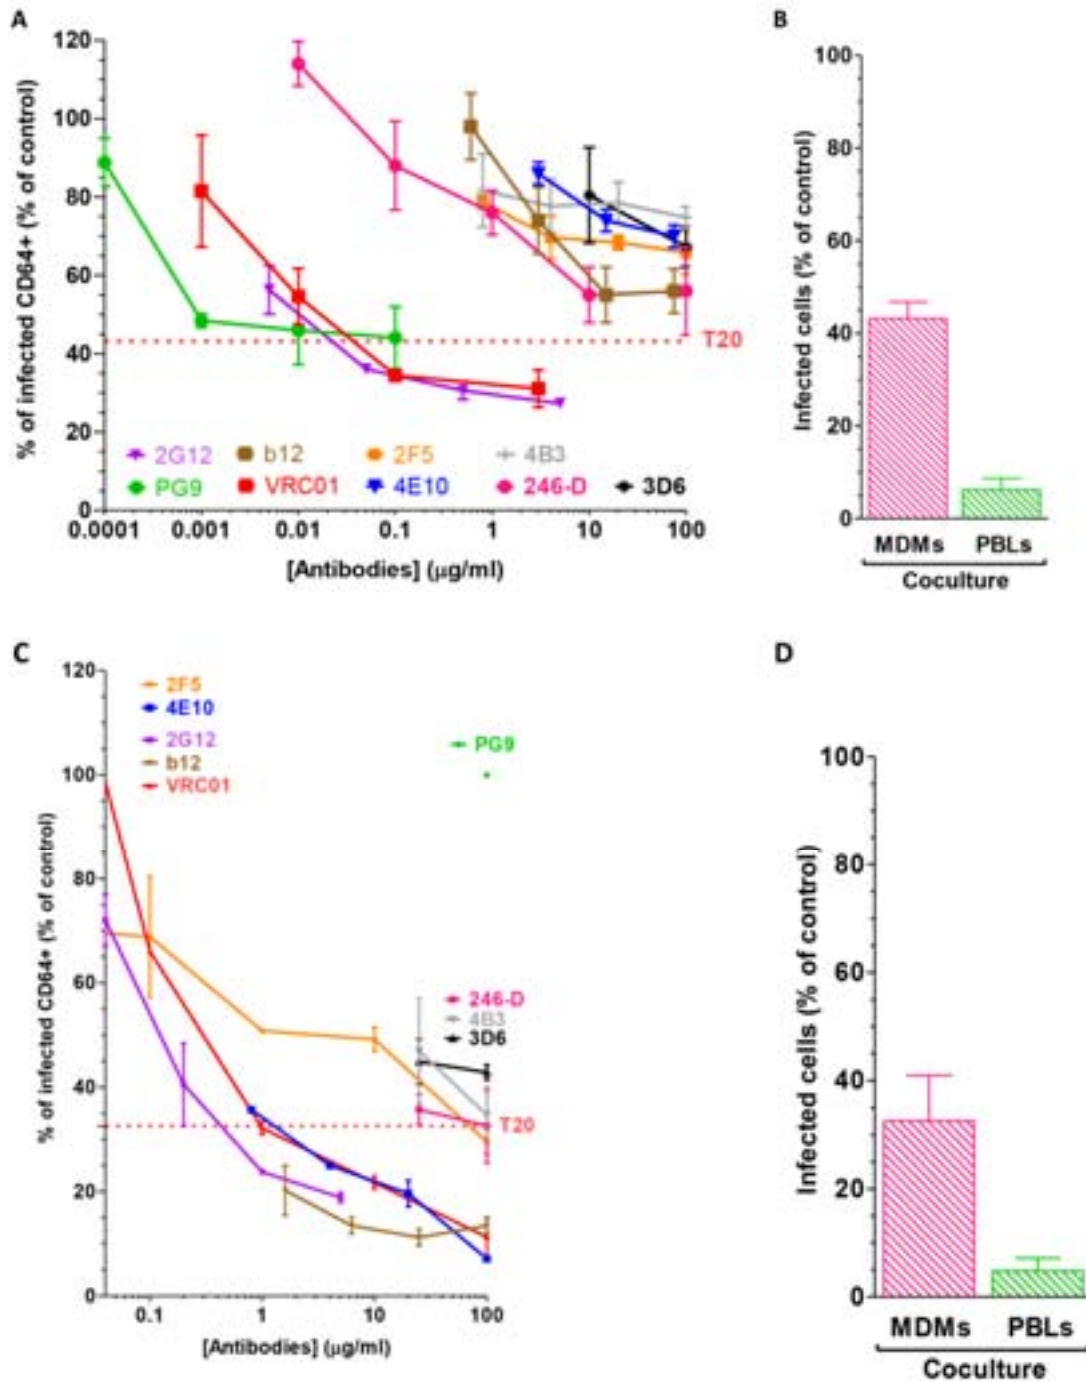 A
% of infected CD64+ (% of control)
120
100
80
60
40
20
0
T20
2G12 b12 2F5 4B3
PG9 VRC01 4E10 246-D 3D6
0.0001 0.001 0.01 0.1 1 10 100
[Antibodies] (μg/ml)
B
Infected cells (% of control)
100
80
60
40
20
0
MDMs PBLs
Coculture
C
% of infected CD64+ (% of control)
120
100
80
60
40
20
0
2F5
4E10
2G12
b12
VRC01
PG9
246-D
4B3
3D6
T20
0.1 1 10 100
[Antibodies] (μg/ml)
D
Infected cells (% of control)
100
80
60
40
20
0
MDMs PBLs
Coculture